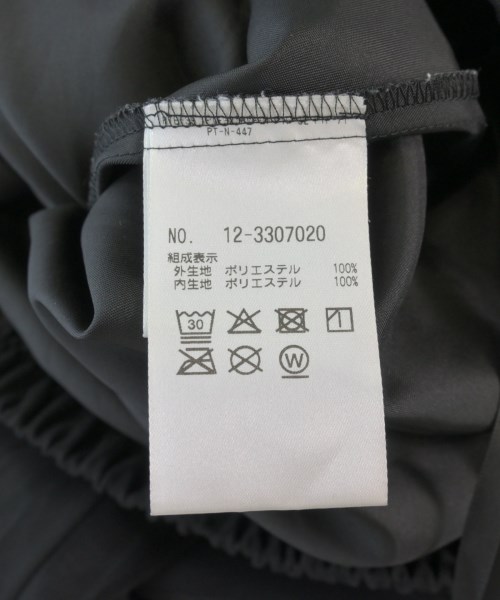 PT-N-447
NO. 12-3307020
組成表示
外生地 ポリエステル 100%
内生地 ポリエステル 100%
30
W